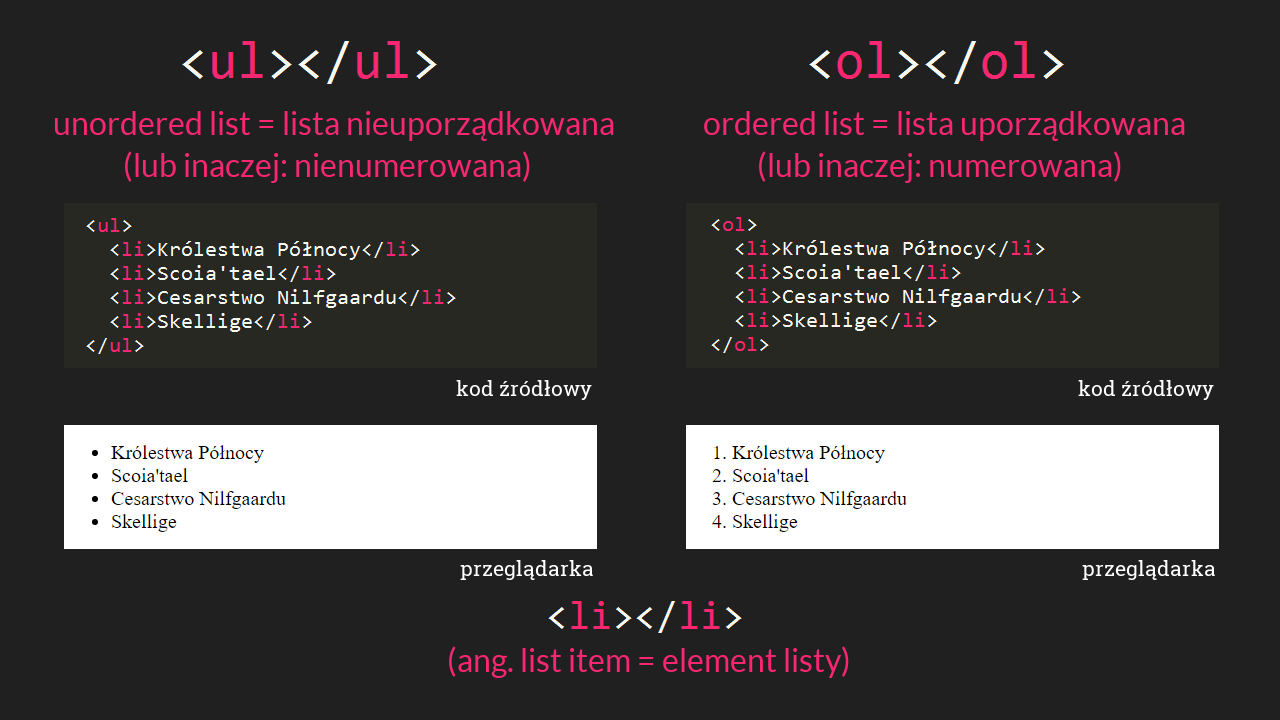 <ul></ul>
unordered list = lista nieuporządkowana
(lub inaczej: nienumerowana)
<ul>
<li>Królestwa Północy</li>
<li>Scoia'tael</li>
<li>Cesarstwo Nilfgaardu</li>
<li>Skellige</li>
</ul>
kod źródłowy
• Królestwa Północy
• Scoia'tael
• Cesarstwo Nilfgaardu
• Skellige
przeglądarka
<ol></ol>
ordered list = lista uporządkowana
(lub inaczej: numerowana)
<ol>
<li>Królestwa Północy</li>
<li>Scoia'tael</li>
<li>Cesarstwo Nilfgaardu</li>
<li>Skellige</li>
</ol>
kod źródłowy
1. Królestwa Północy
2. Scoia'tael
3. Cesarstwo Nilfgaardu
4. Skellige
przeglądarka
<li></li>
(ang. list item = element listy)